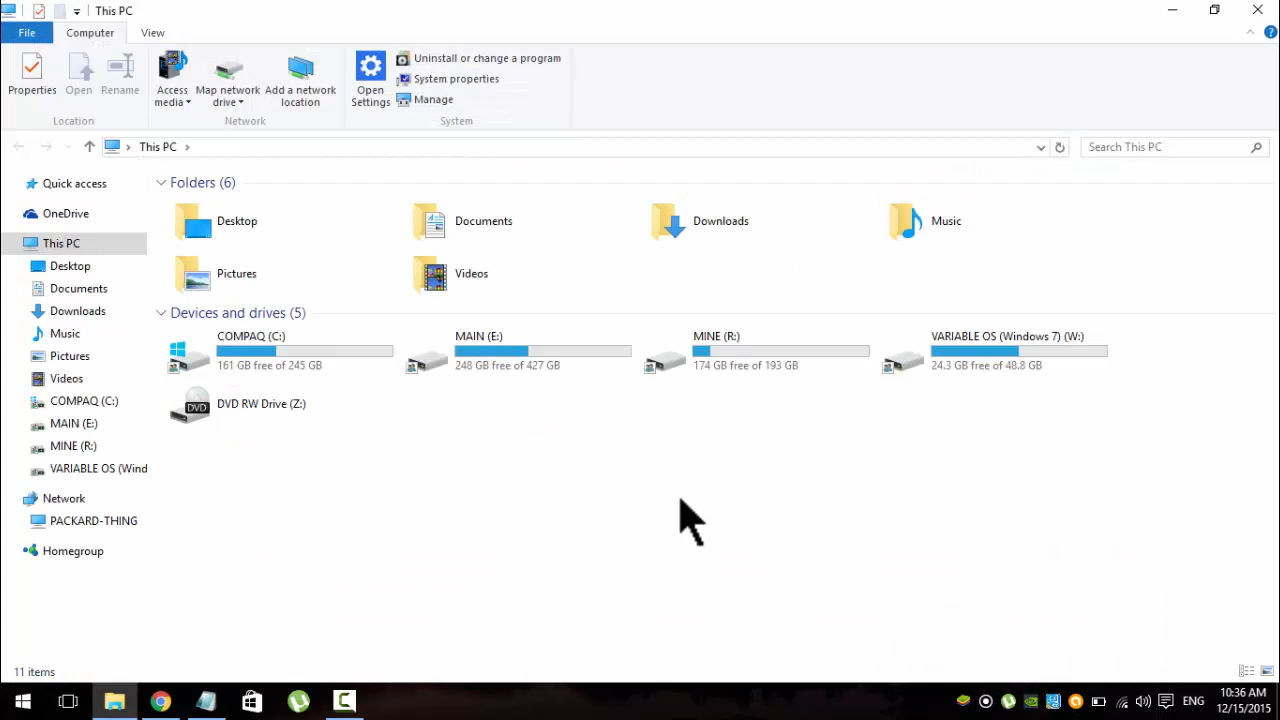 This PC
File Computer View
Properties Open Rename Access media Map network drive Add a network location Open Settings Uninstall or change a program
System properties
Manage
Location Network System
This PC Search This PC
Quick access
OneDrive
This PC
Desktop
Documents
Downloads
Music
Pictures
Videos
COMPAQ (C:)
MAIN (E:)
MINE (R:)
VARIABLE OS (Wind
Network
PACKARD-THING
Homegroup
Folders (6)
Desktop Documents Downloads Music
Pictures Videos
Devices and drives (5)
COMPAQ (C:) MAIN (E:) MINE (R:) VARIABLE OS (Windows 7) (W:)
161 GB free of 245 GB 248 GB free of 427 GB 174 GB free of 193 GB 24.3 GB free of 48.8 GB
DVD DVD RW Drive (Z:)
11 items
ENG 10:36 AM
12/15/2015